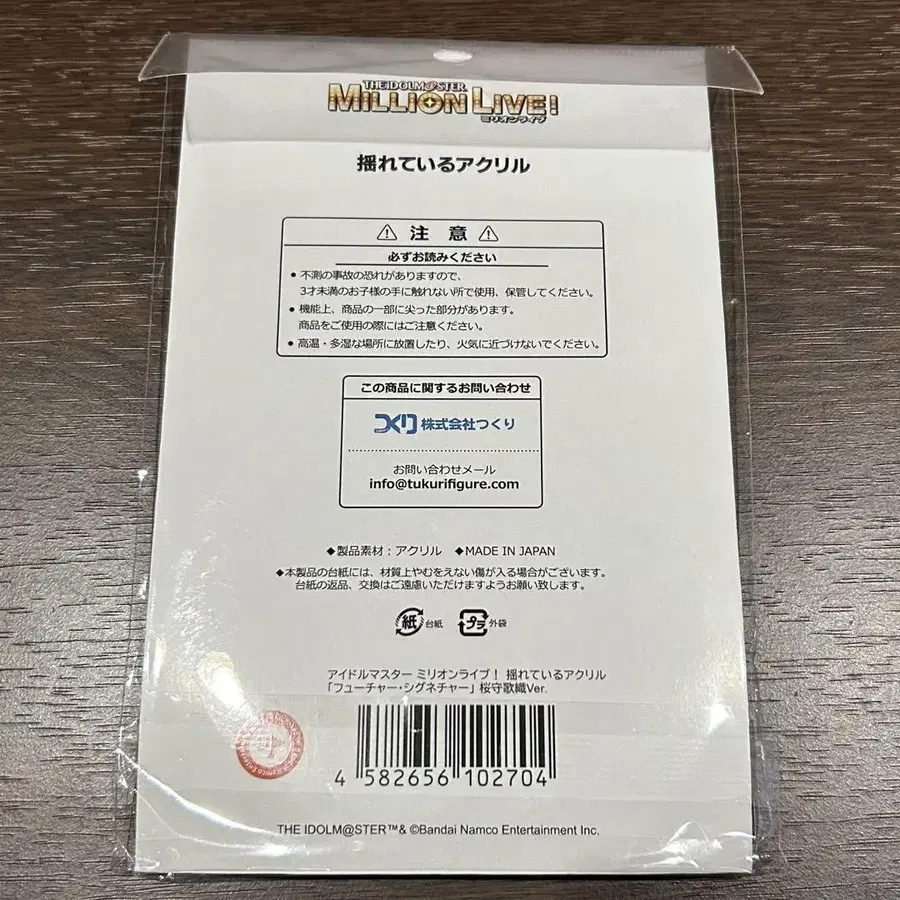 THE IDOLM@STER
MILLION LIVE!
ミリオンライブ
揺れているアクリル
⚠ 注 意 ⚠
必ずお読みください
● 不測の事故の恐れがありますので、
3才未満のお子様の手に触れない所で使用、保管してください。
● 機能上、商品の一部に尖った部分があります。
商品をご使用の際にはご注意ください。
● 高温・多湿な場所に放置したり、火気に近づけないでください。
この商品に関するお問い合わせ
つくり 株式会社つくり
お問い合わせメール
info@tukurifigure.com
◆製品素材：アクリル ◆MADE IN JAPAN
◆本製品の台紙には、材質上やむをえない傷が入る場合がございます。
台紙の返品、交換はご遠慮いただけますようお願い致します。
紙 台紙 プラ 外袋
アイドルマスター ミリオンライブ！ 揺れているアクリル
「フューチャー・シグネチャー」桜守歌織Ver.
4 582656 102704
THE IDOLM@STER™& ©Bandai Namco Entertainment Inc.